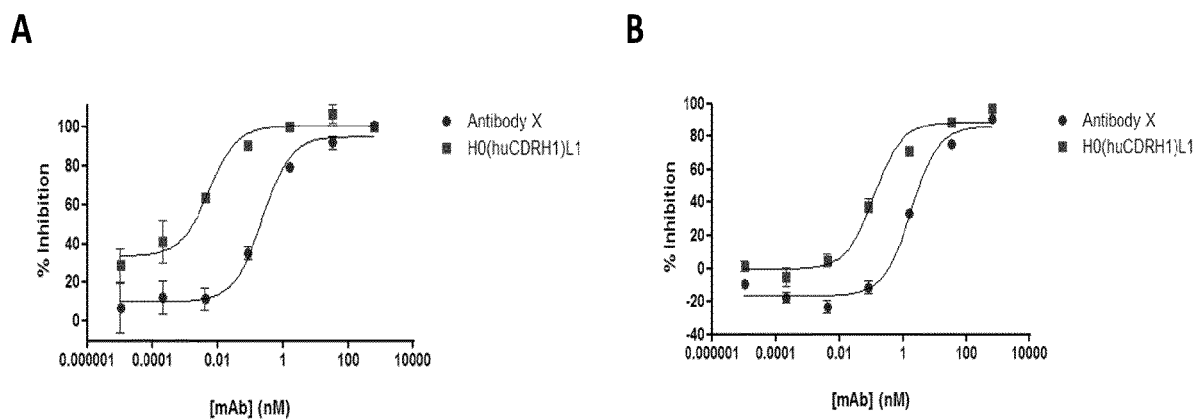 A
B
100
80
60
40
20
0
% Inhibition
0.000001
0.0001
0.01
1
100
10000
[mAb] (nM)
Antibody X
H0(huCDRH1)L1
100
80
60
40
20
0
-20
-40
% Inhibition
0.000001
0.0001
0.01
1
100
10000
[mAb] (nM)
Antibody X
H0(huCDRH1)L1